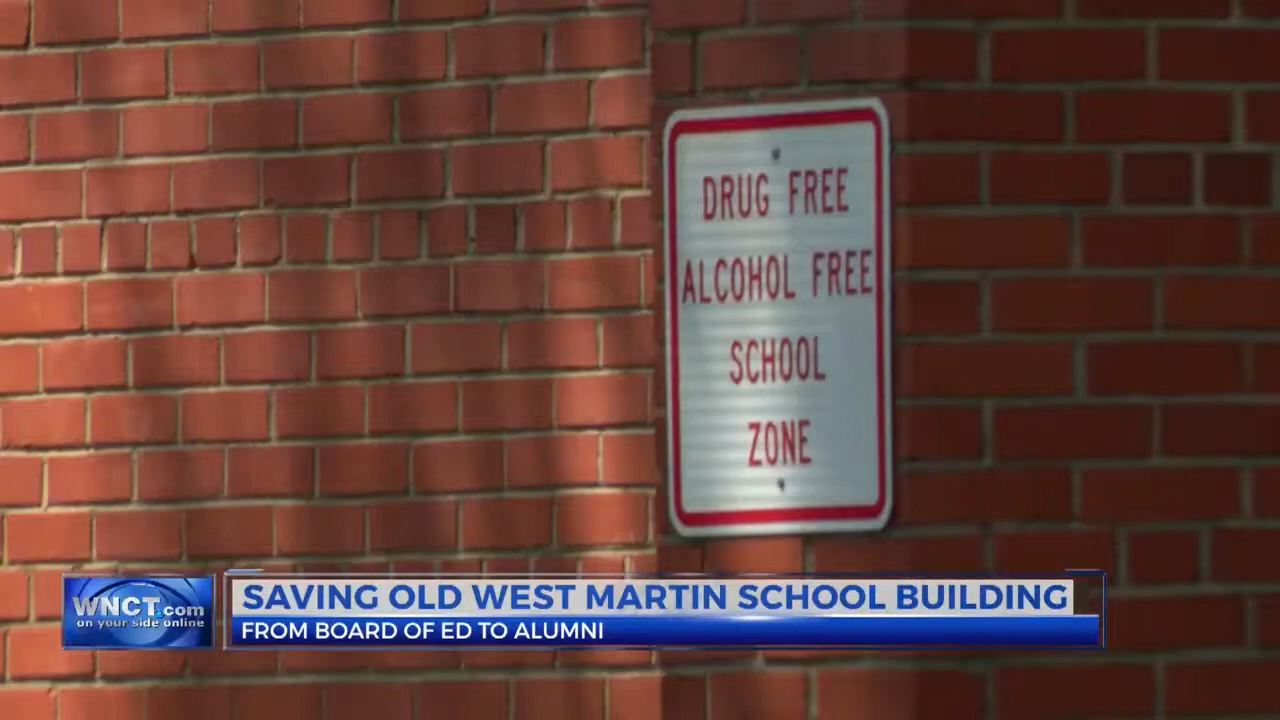 DRUG FREE
ALCOHOL FREE
SCHOOL
ZONE
WNCT.com
on your side online
SAVING OLD WEST MARTIN SCHOOL BUILDING
FROM BOARD OF ED TO ALUMNI